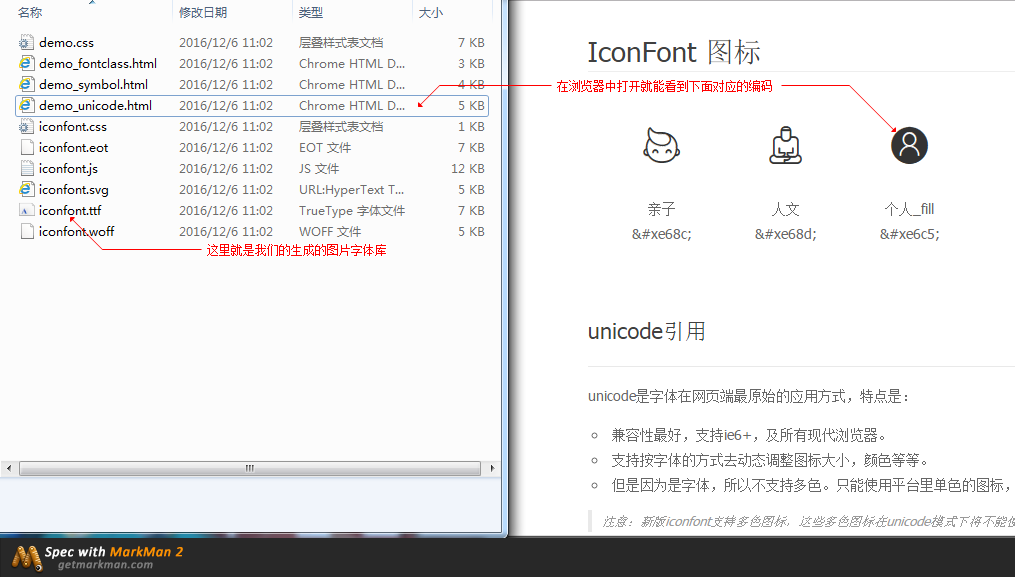 名称 修改日期 类型 大小
demo.css 2016/12/6 11:02 层叠样式表文档 7 KB
demo_fontclass.html 2016/12/6 11:02 Chrome HTML D... 3 KB
demo_symbol.html 2016/12/6 11:02 Chrome HTML D... 4 KB
demo_unicode.html 2016/12/6 11:02 Chrome HTML D... 5 KB
iconfont.css 2016/12/6 11:02 层叠样式表文档 1 KB
iconfont.eot 2016/12/6 11:02 EOT 文件 7 KB
iconfont.js 2016/12/6 11:02 JS 文件 12 KB
iconfont.svg 2016/12/6 11:02 URL:HyperText T... 5 KB
iconfont.ttf 2016/12/6 11:02 TrueType 字体文件 7 KB
iconfont.woff 2016/12/6 11:02 WOFF 文件 5 KB
这里就是我们的生成的图片字体库
IconFont 图标
在浏览器中打开就能看到下面对应的编码
亲子 人文 个人_fill
&#xe68c; &#xe68d; &#xe6c5;
unicode引用
unicode是字体在网页端最原始的应用方式，特点是：
兼容性最好，支持ie6+，及所有现代浏览器。
支持按字体的方式去动态调整图标大小，颜色等等。
但是因为是字体，所以不支持多色。只能使用平台里单色的图标，
注意：新版iconfont支持多色图标，这些多色图标在unicode模式下将不能使
Spec with MarkMan 2
getmarkman.com